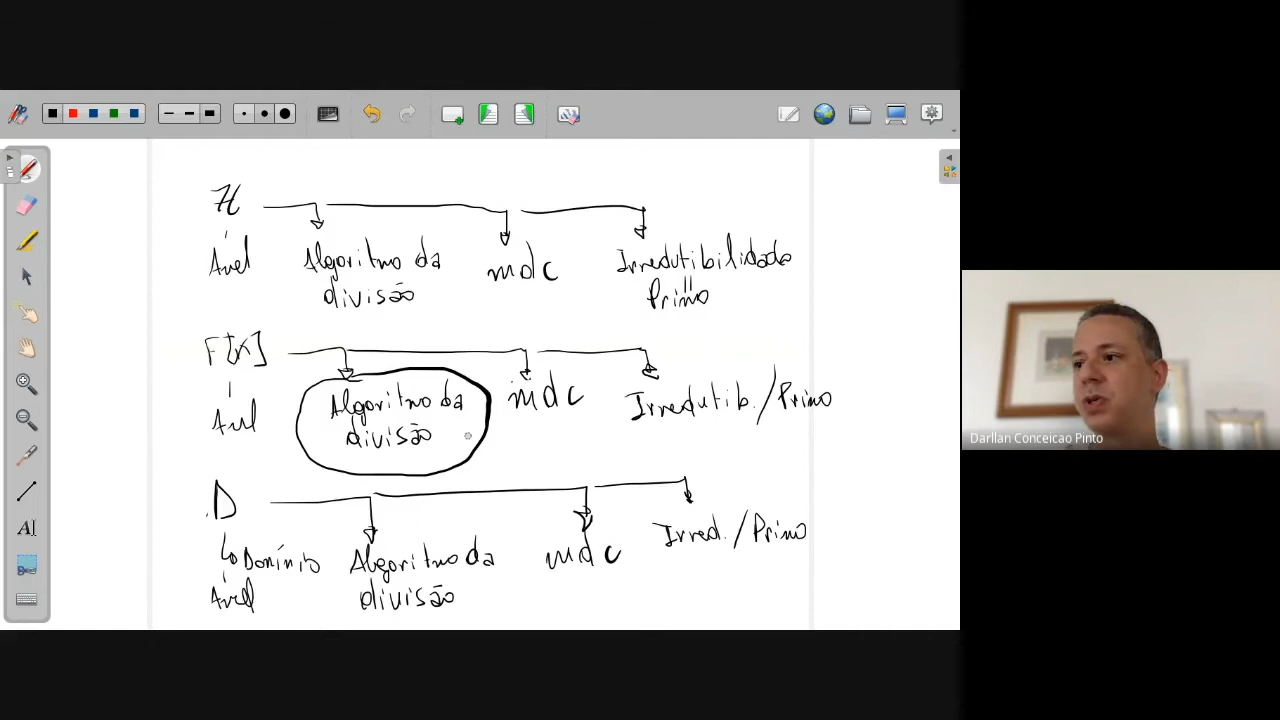 ℤ
Anel
Algoritmo da
divisão
mdc
Irredutibilidade
||
Primo
F[x]
Anel
Algoritmo da
divisão
mdc
Irredutib./Primo
D
↳ Domínio
Anel
Algoritmo da
divisão
mdc
Irred./Primo
Darllan Conceicao Pinto